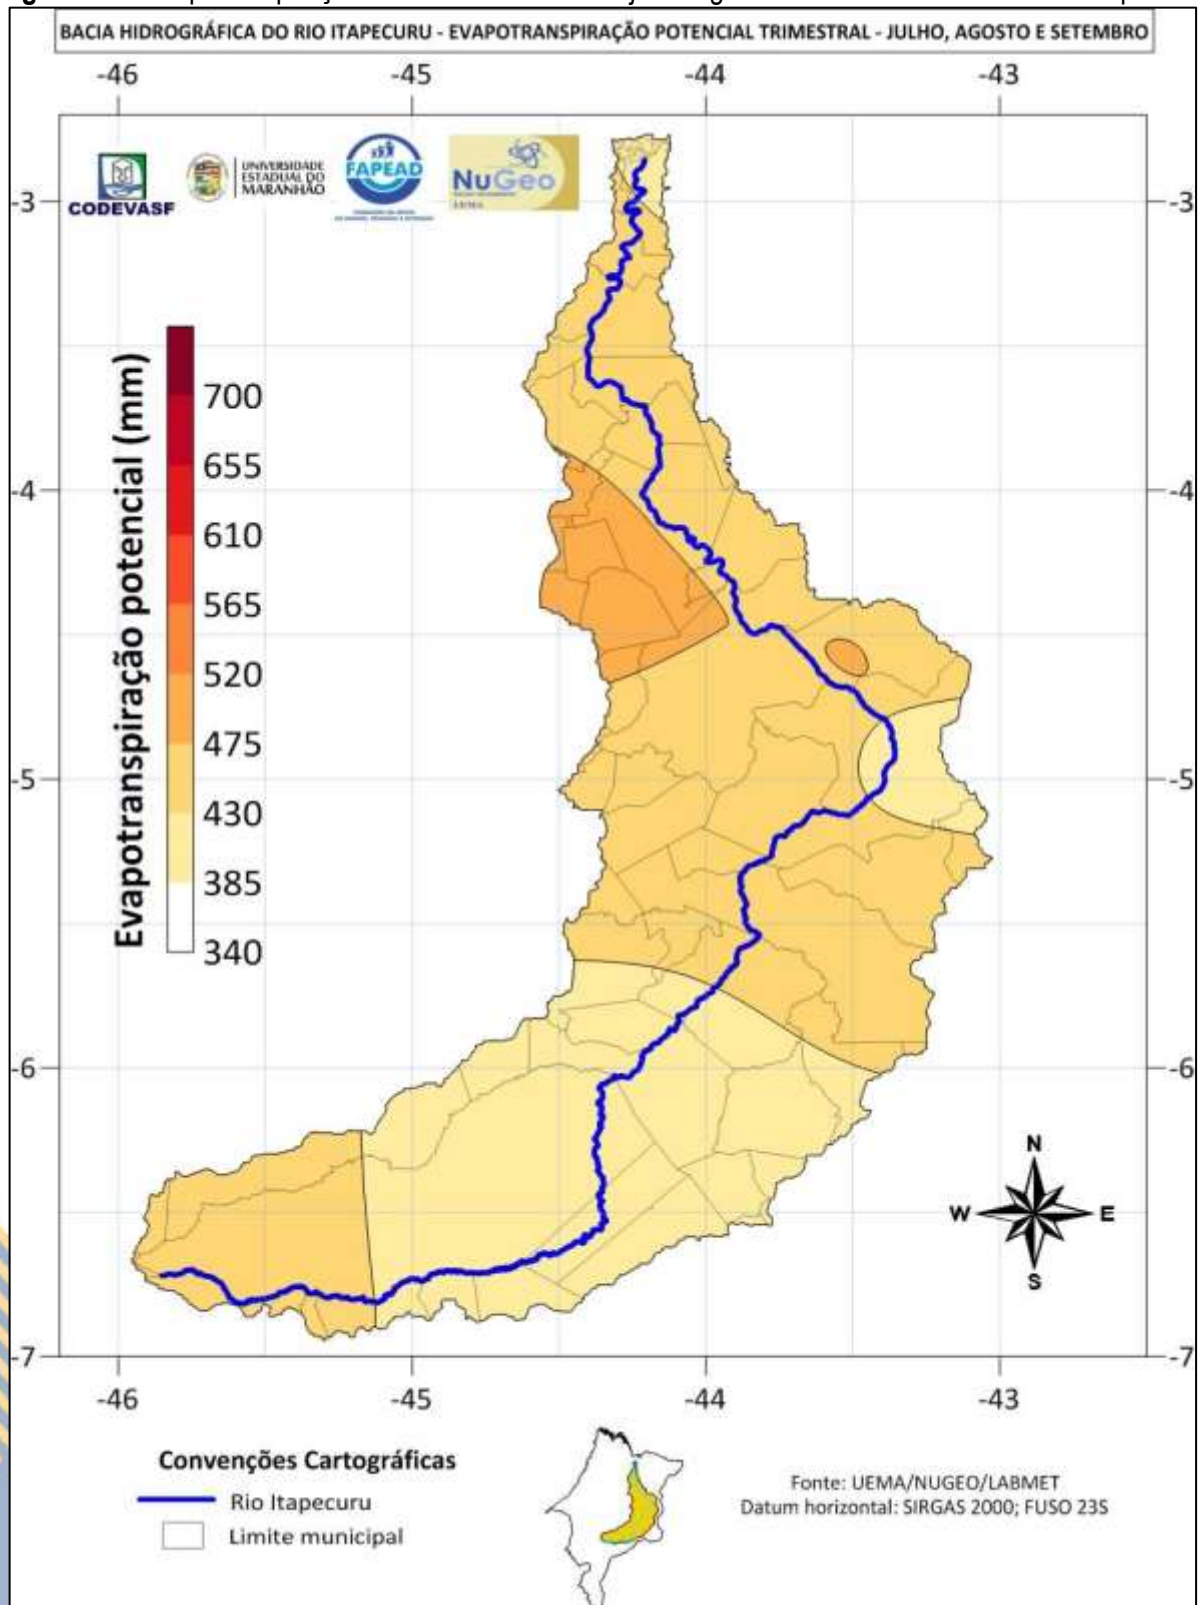 BACIA HIDROGRÁFICA DO RIO ITAPECURU - EVAPOTRANSPIRAÇÃO POTENCIAL TRIMESTRAL - JULHO, AGOSTO E SETEMBRO
-46 -45 -44 -43
CODEVASF
UNIVERSIDADE
ESTADUAL DO
MARANHÃO
FAPEAD
NuGeo
UEMA
-3 -3
-4 -4
-5 -5
-6 -6
-7 -7
Evapotranspiração potencial (mm)
700
655
610
565
520
475
430
385
340
N
W E
S
-46 -45 -44 -43
Convenções Cartográficas
Rio Itapecuru
Limite municipal
Fonte: UEMA/NUGEO/LABMET
Datum horizontal: SIRGAS 2000; FUSO 23S